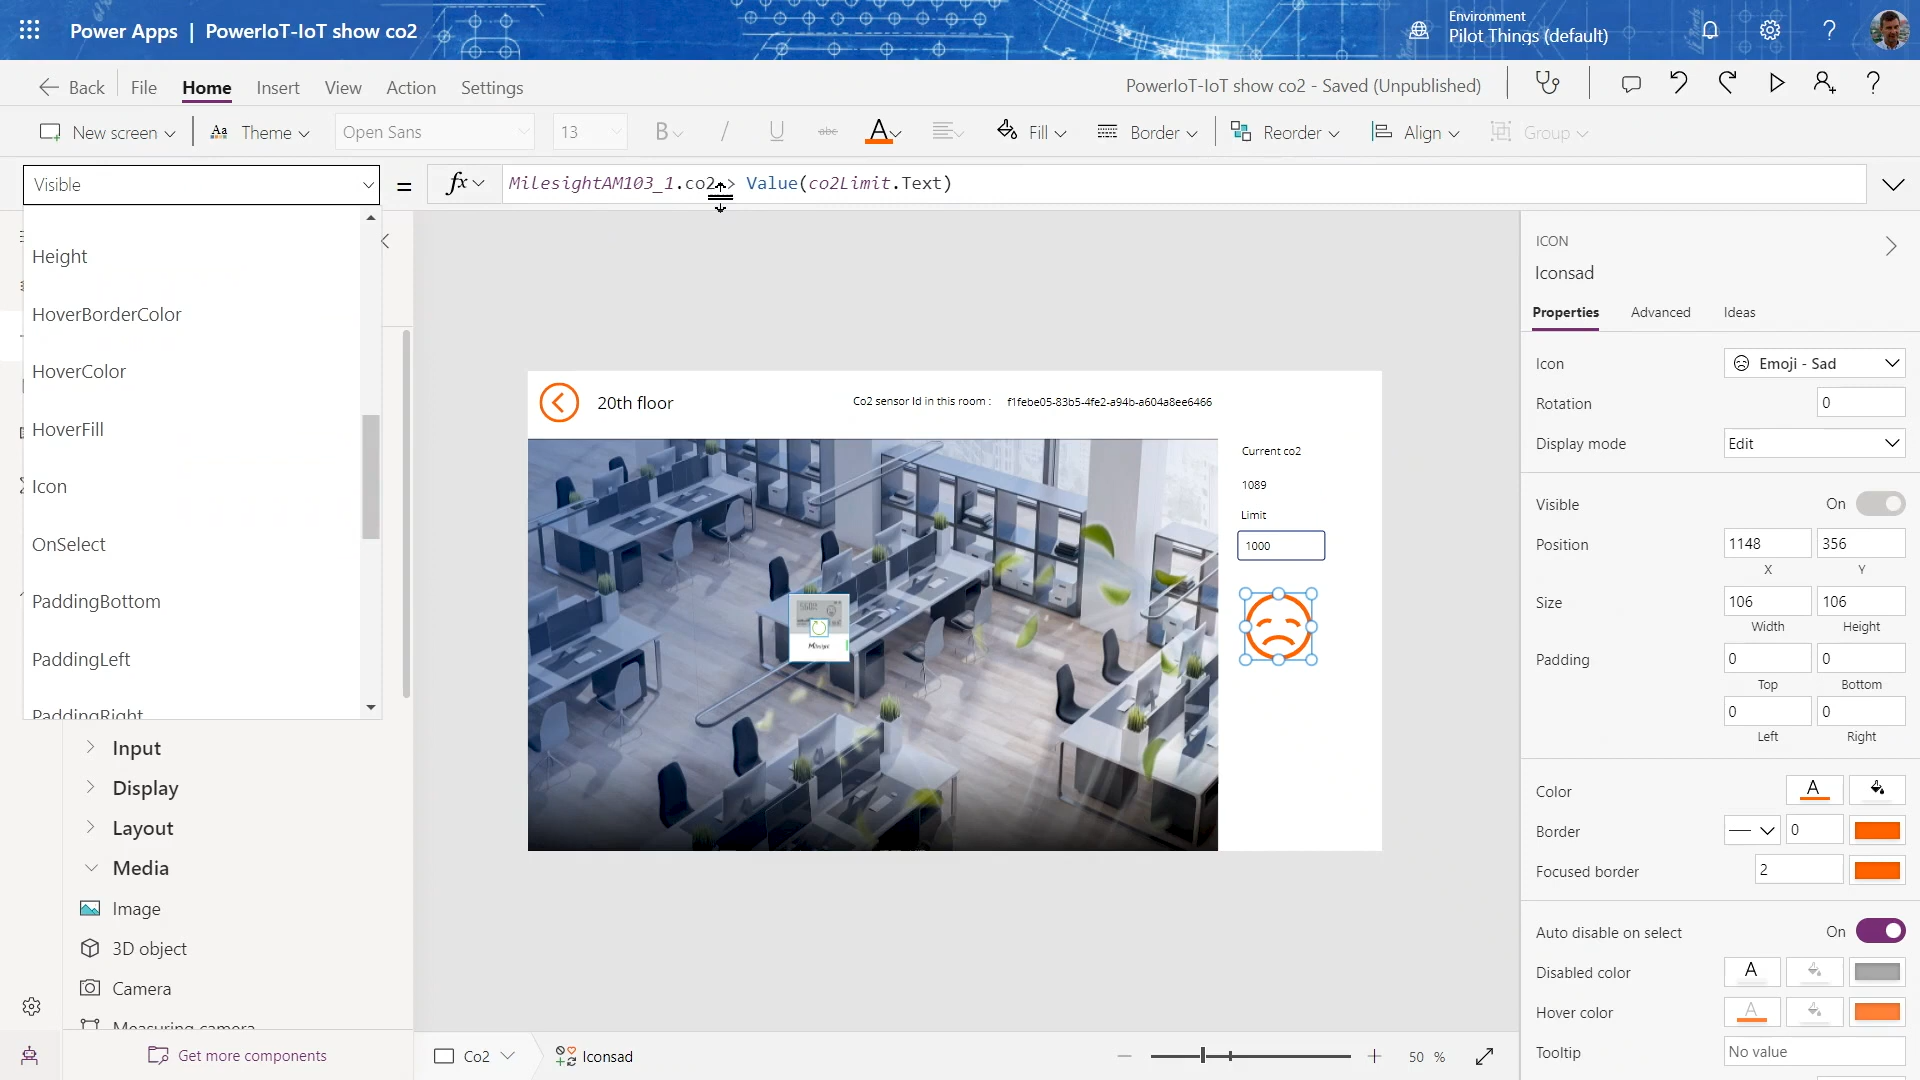 Power Apps | PowerIoT-IoT show co2
Environment
Pilot Things (default)
?
Back File Home Insert View Action Settings
PowerIoT-IoT show co2 - Saved (Unpublished)
?
New screen Aa Theme Open Sans 13 B I U abc A Fill Border Reorder Align Group
Visible = fx MilesightAM103_1.co2 > Value(co2Limit.Text)
Height
HoverBorderColor
HoverColor
HoverFill
Icon
OnSelect
PaddingBottom
PaddingLeft
PaddingRight
Input
Display
Layout
Media
Image
3D object
Camera
Measuring camera
Get more components
20th floor
Co2 sensor Id in this room : f1febe05-83b5-4fe2-a94b-a604a8ee6466
Current co2
1089
Limit
1000
Milesight
Co2 Iconsad
50 %
ICON
Iconsad
Properties Advanced Ideas
Icon Emoji - Sad
Rotation 0
Display mode Edit
Visible On
Position 1148 356
X Y
Size 106 106
Width Height
Padding 0 0
Top Bottom
0 0
Left Right
Color A
Border 0
Focused border 2
Auto disable on select On
Disabled color A
Hover color A
Tooltip No value